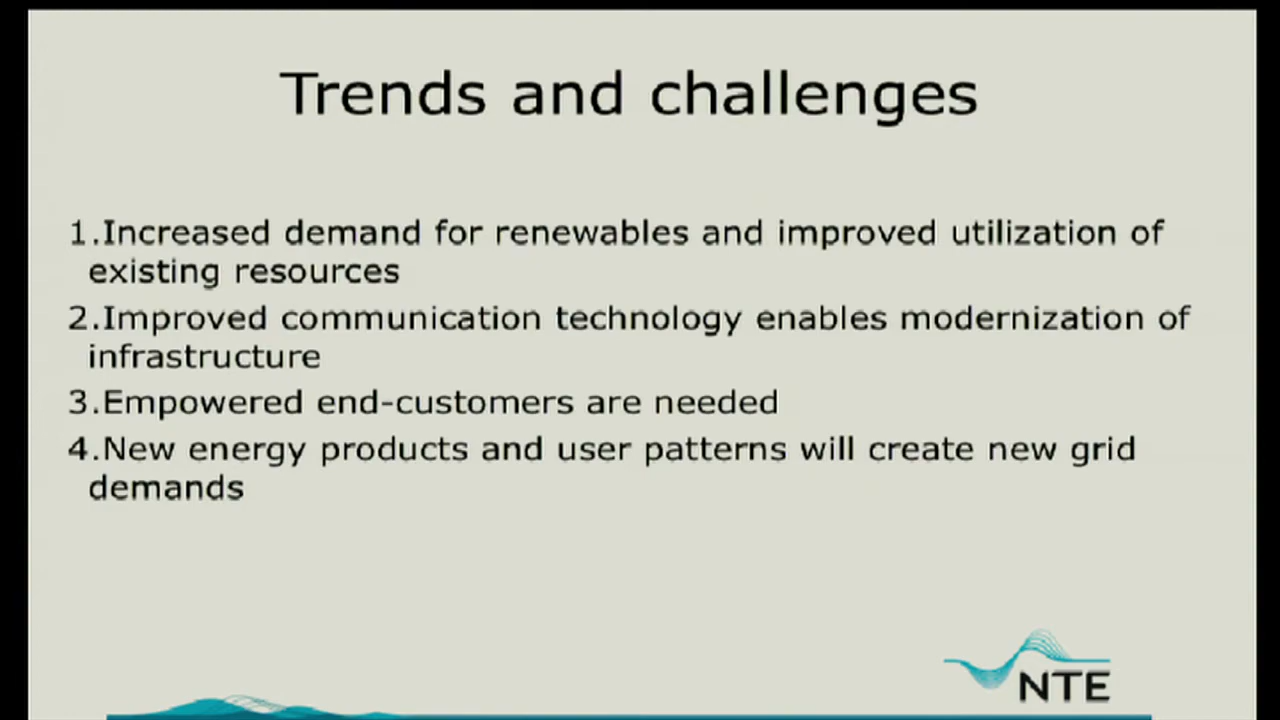 Trends and challenges
1.Increased demand for renewables and improved utilization of
existing resources
2.Improved communication technology enables modernization of
infrastructure
3.Empowered end-customers are needed
4.New energy products and user patterns will create new grid
demands
NTE